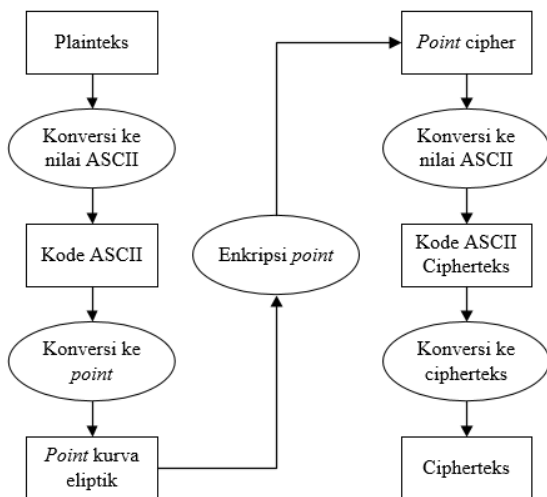 Plainteks
Konversi ke
nilai ASCII
Kode ASCII
Konversi ke
point
Point kurva
eliptik
Enkripsi point
Point cipher
Konversi ke
nilai ASCII
Kode ASCII
Cipherteks
Konversi ke
cipherteks
Cipherteks